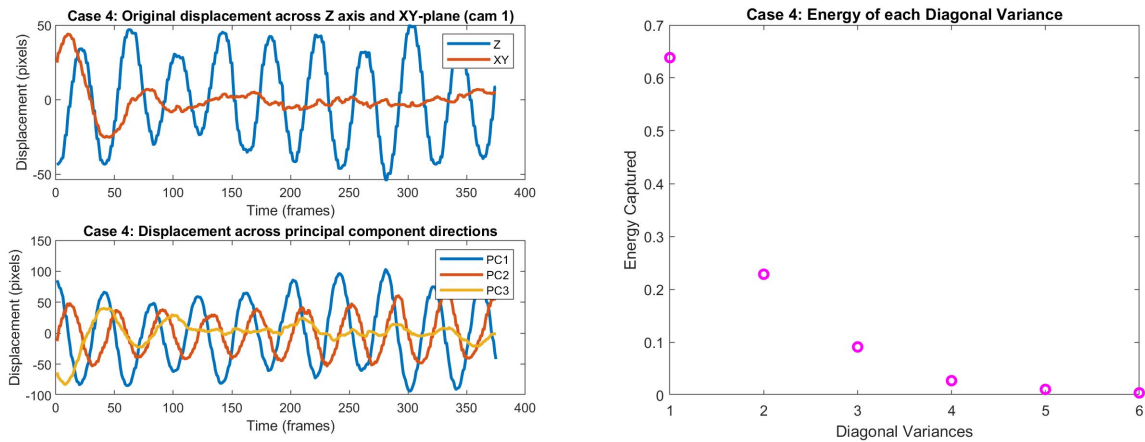 Case 4: Original displacement across Z axis and XY-plane (cam 1)
Displacement (pixels)
50
0
-50
Z
XY
0 50 100 150 200 250 300 350 400
Time (frames)
Case 4: Displacement across principal component directions
Displacement (pixels)
150
100
50
0
-50
-100
PC1
PC2
PC3
0 50 100 150 200 250 300 350 400
Time (frames)
Case 4: Energy of each Diagonal Variance
Energy Captured
0.7
0.6
0.5
0.4
0.3
0.2
0.1
0
1 2 3 4 5 6
Diagonal Variances